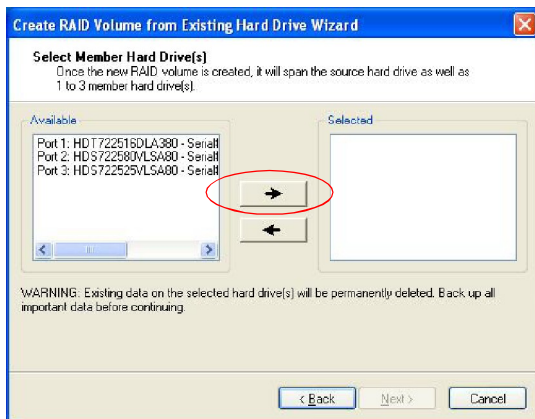 Create RAID Volume from Existing Hard Drive Wizard
Select Member Hard Drive(s)
Once the new RAID volume is created, it will span the source hard drive as well as
1 to 3 member hard drive(s).
Available
Selected
Port 1: HDT722516DLA380 - Serial#
Port 2: HDS722580VLSA80 - Serial#
Port 3: HDS722525VLSA80 - Serial#
WARNING: Existing data on the selected hard drive(s) will be permanently deleted. Back up all
important data before continuing.
< Back
Next >
Cancel